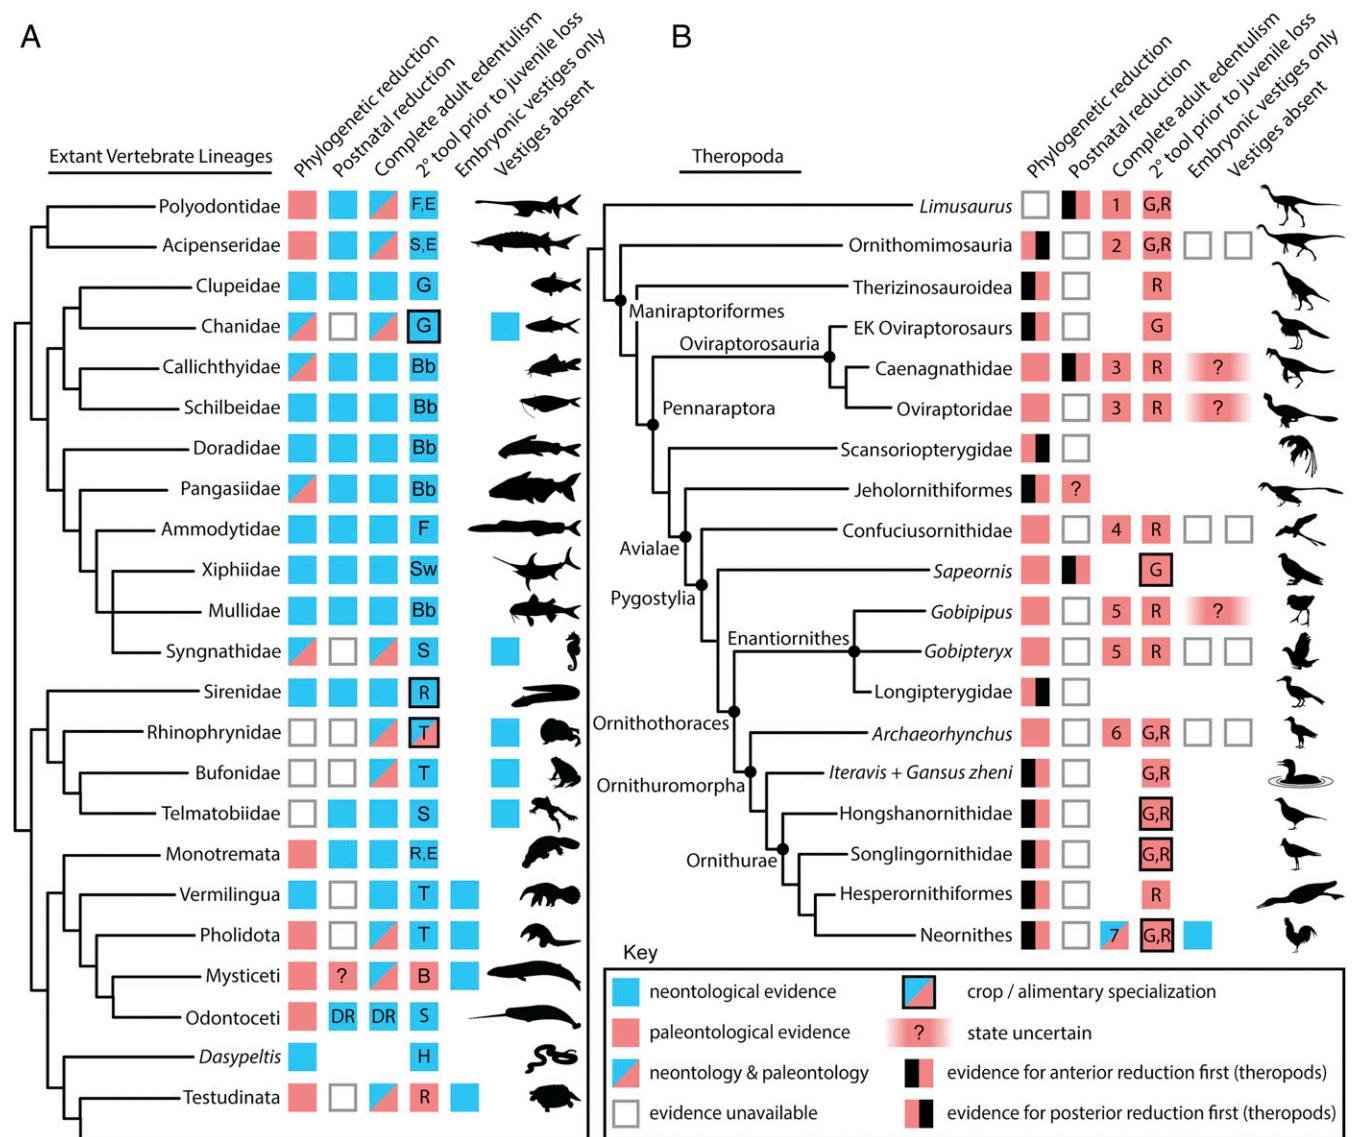 A
Phylogenetic reduction
Postnatal reduction
Complete adult edentulism
2° tool prior to juvenile loss
Embryonic vestiges only
Vestiges absent
Extant Vertebrate Lineages
Polyodontidae F,E
Acipenseridae S,E
Clupeidae G
Chanidae G
Callichthyidae Bb
Schilbeidae Bb
Doradidae Bb
Pangasiidae Bb
Ammodytidae F
Xiphiidae Sw
Mullidae Bb
Syngnathidae S
Sirenidae R
Rhinophrynidae T
Bufonidae T
Telmatobiidae S
Monotremata R,E
Vermilingua T
Pholidota T
Mysticeti ? B
Odontoceti DR DR S
Dasypeltis H
Testudinata R
B
Phylogenetic reduction
Postnatal reduction
Complete adult edentulism
2° tool prior to juvenile loss
Embryonic vestiges only
Vestiges absent
Theropoda
Limusaurus 1 G,R
Ornithomimosauria 2 G,R
Therizinosauroidea R
Maniraptoriformes
EK Oviraptorosaurs G
Oviraptorosauria
Caenagnathidae 3 R ?
Oviraptoridae 3 R ?
Pennaraptora
Scansoriopterygidae
Jeholornithiformes ?
Confuciusornithidae 4 R
Avialae
Sapeornis G
Pygostylia
Gobipipus 5 R ?
Enantiornithes
Gobipteryx 5 R
Longipterygidae
Ornithothoraces
Archaeorhynchus 6 G,R
Iteravis + Gansus zheni G,R
Ornithuromorpha
Hongshanornithidae G,R
Songlingornithidae G,R
Ornithurae
Hesperornithiformes R
Neornithes 7 G,R
Key
neontological evidence
paleontological evidence
neontology & paleontology
evidence unavailable
crop / alimentary specialization
? state uncertain
evidence for anterior reduction first (theropods)
evidence for posterior reduction first (theropods)